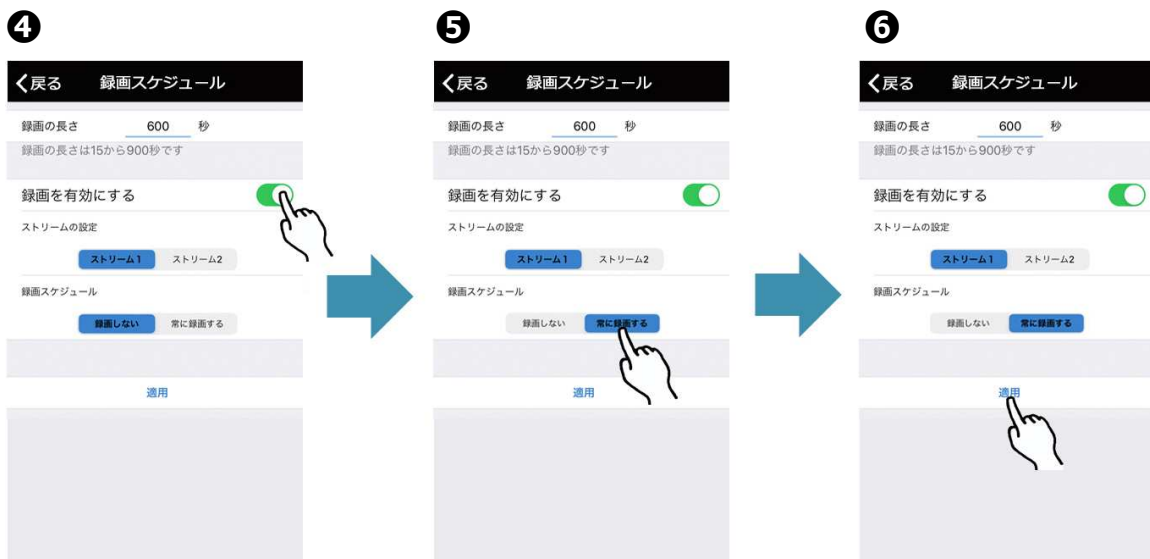 ❹
戻る 録画スケジュール
録画の長さ 600 秒
録画の長さは15から900秒です
録画を有効にする
ストリームの設定
ストリーム1 ストリーム2
録画スケジュール
録画しない 常に録画する
適用
❺
戻る 録画スケジュール
録画の長さ 600 秒
録画の長さは15から900秒です
録画を有効にする
ストリームの設定
ストリーム1 ストリーム2
録画スケジュール
録画しない 常に録画する
適用
❻
戻る 録画スケジュール
録画の長さ 600 秒
録画の長さは15から900秒です
録画を有効にする
ストリームの設定
ストリーム1 ストリーム2
録画スケジュール
録画しない 常に録画する
適用